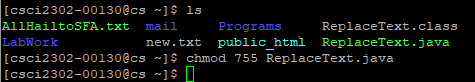 [csci2302-00130@cs ~]$ ls
AllHailtoSFA.txt mail Programs ReplaceText.class
LabWork new.txt public_html ReplaceText.java
[csci2302-00130@cs ~]$ chmod 755 ReplaceText.java
[csci2302-00130@cs ~]$